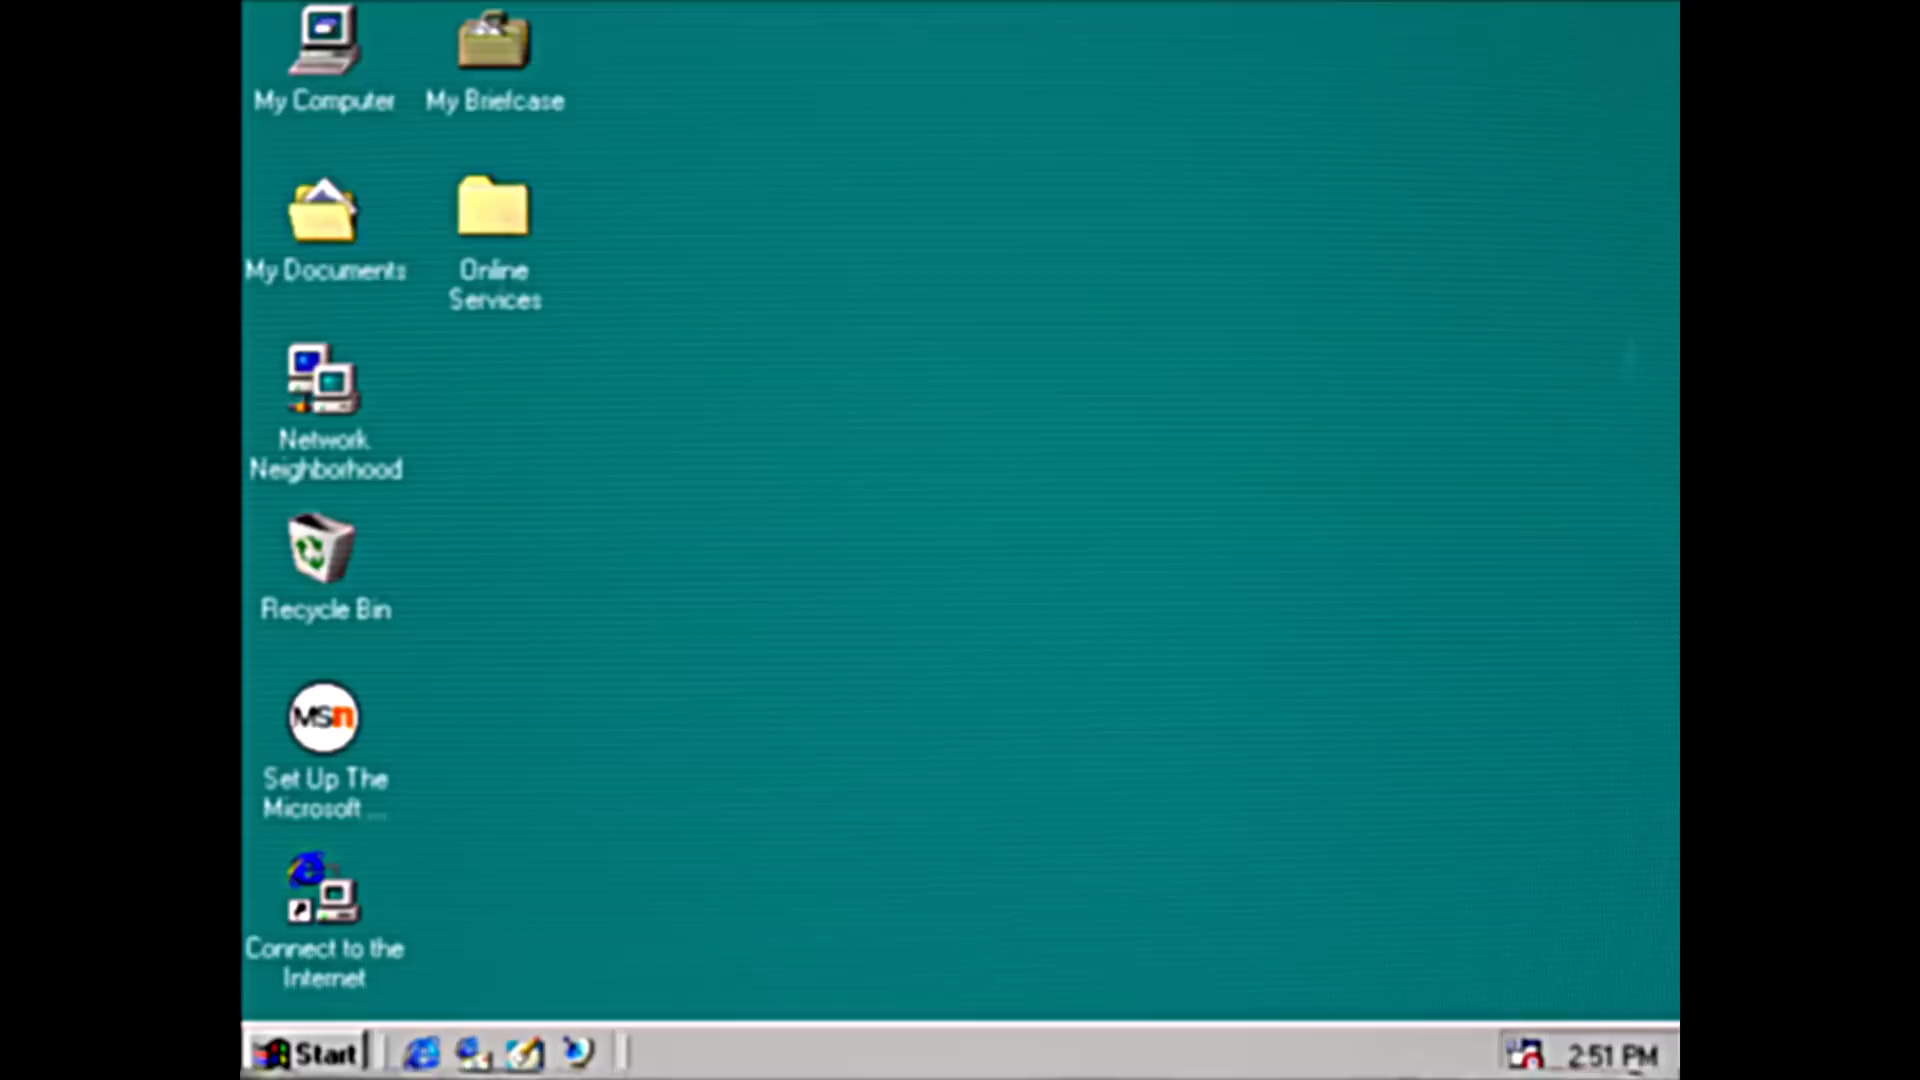 My Computer
My Briefcase
My Documents
Online
Services
Network
Neighborhood
Recycle Bin
MSn
Set Up The
Microsoft ...
Connect to the
Internet
Start
2:51 PM